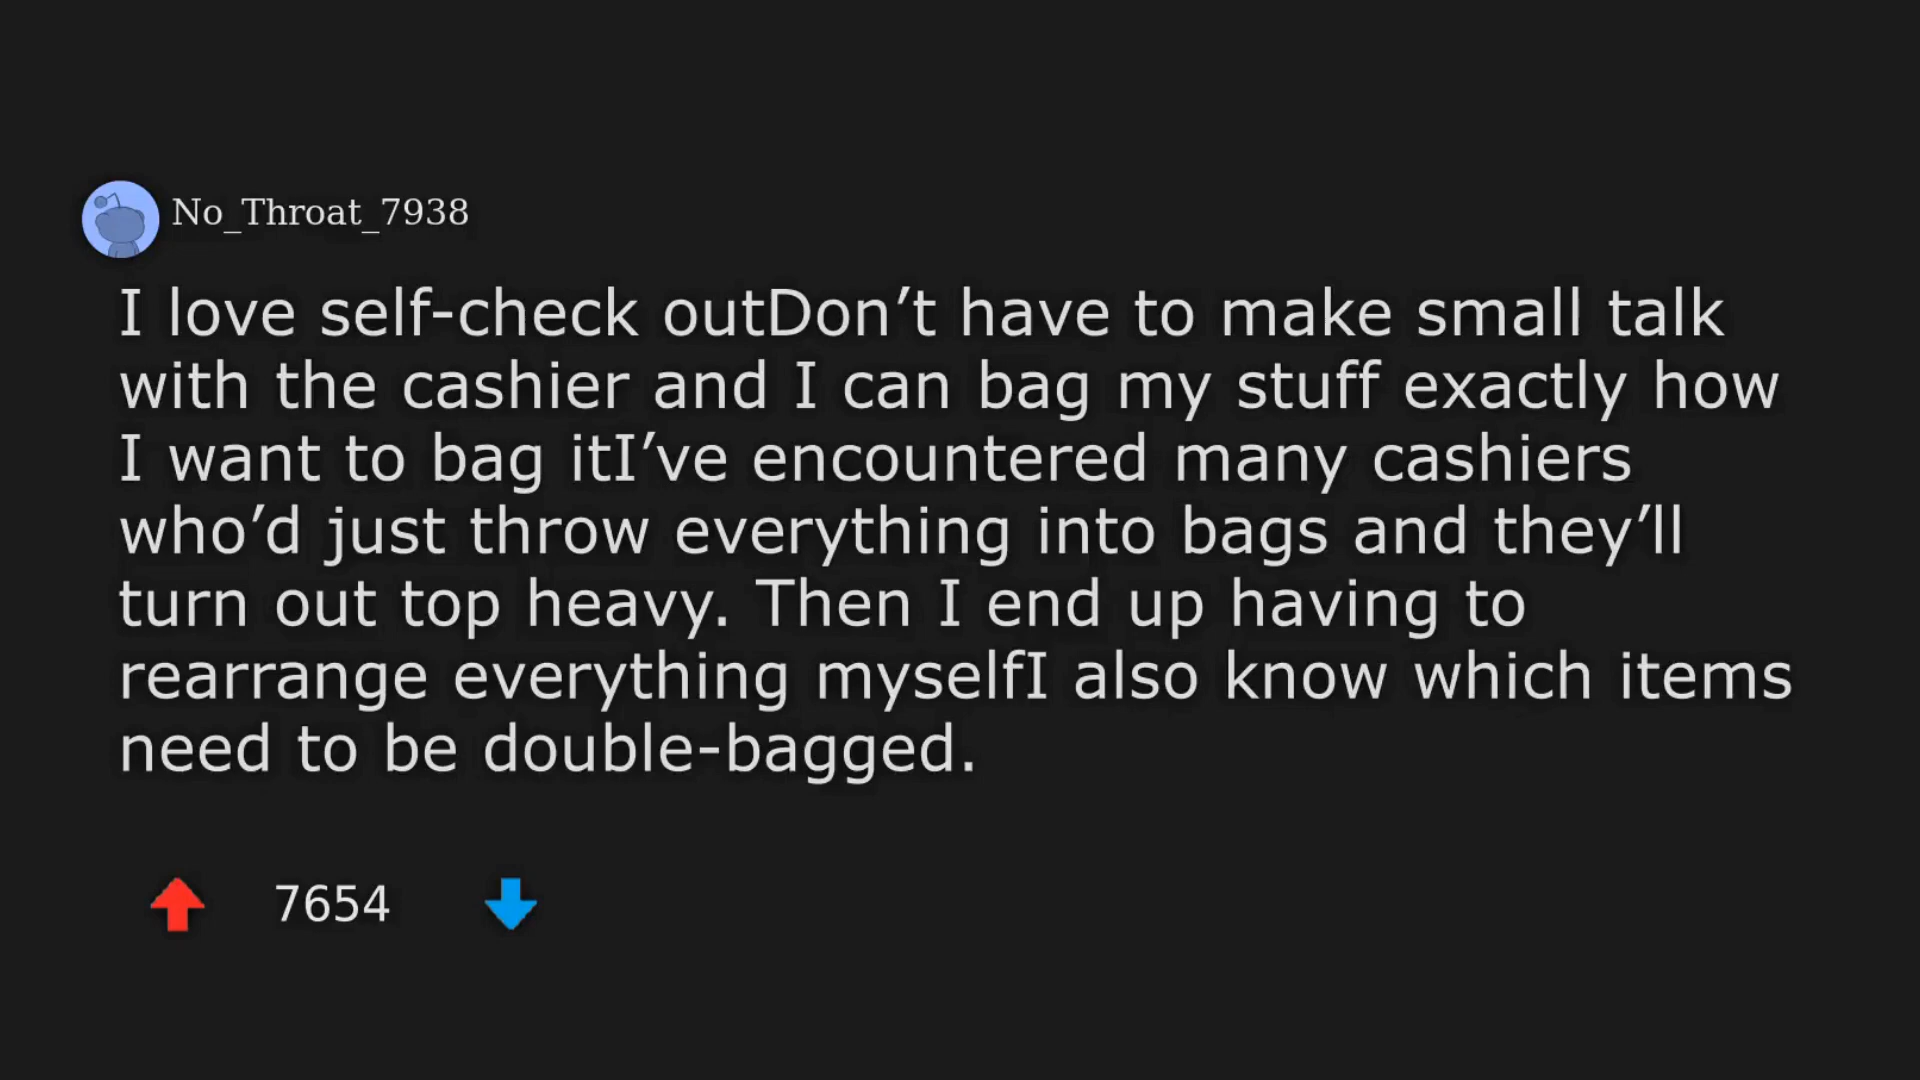 No_Throat_7938
I love self-check outDon’t have to make small talk
with the cashier and I can bag my stuff exactly how
I want to bag itI’ve encountered many cashiers
who’d just throw everything into bags and they’ll
turn out top heavy. Then I end up having to
rearrange everything myselfI also know which items
need to be double-bagged.
7654